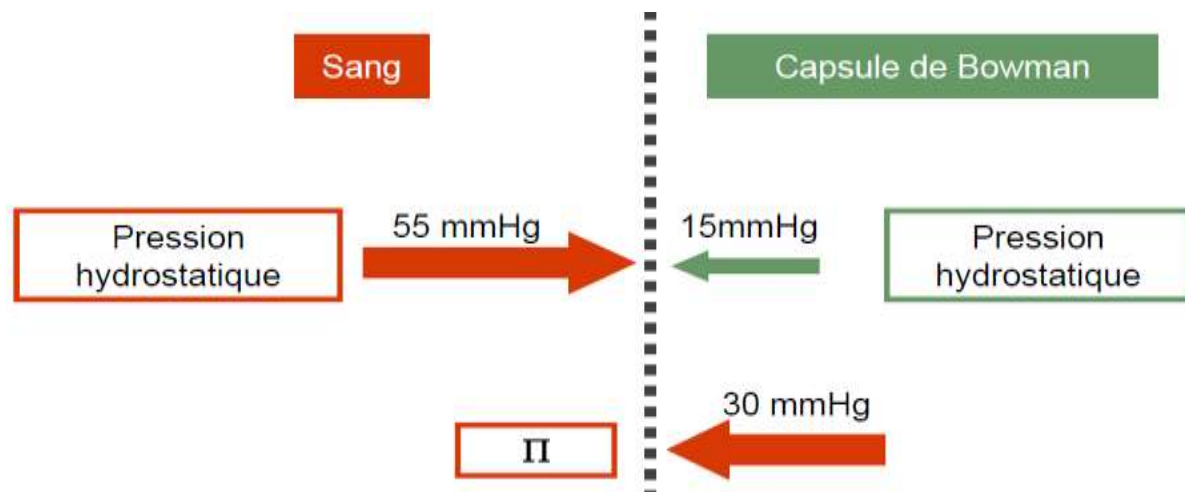 Sang
Capsule de Bowman
Pression
hydrostatique
55 mmHg
15mmHg
Pression
hydrostatique
Π
30 mmHg